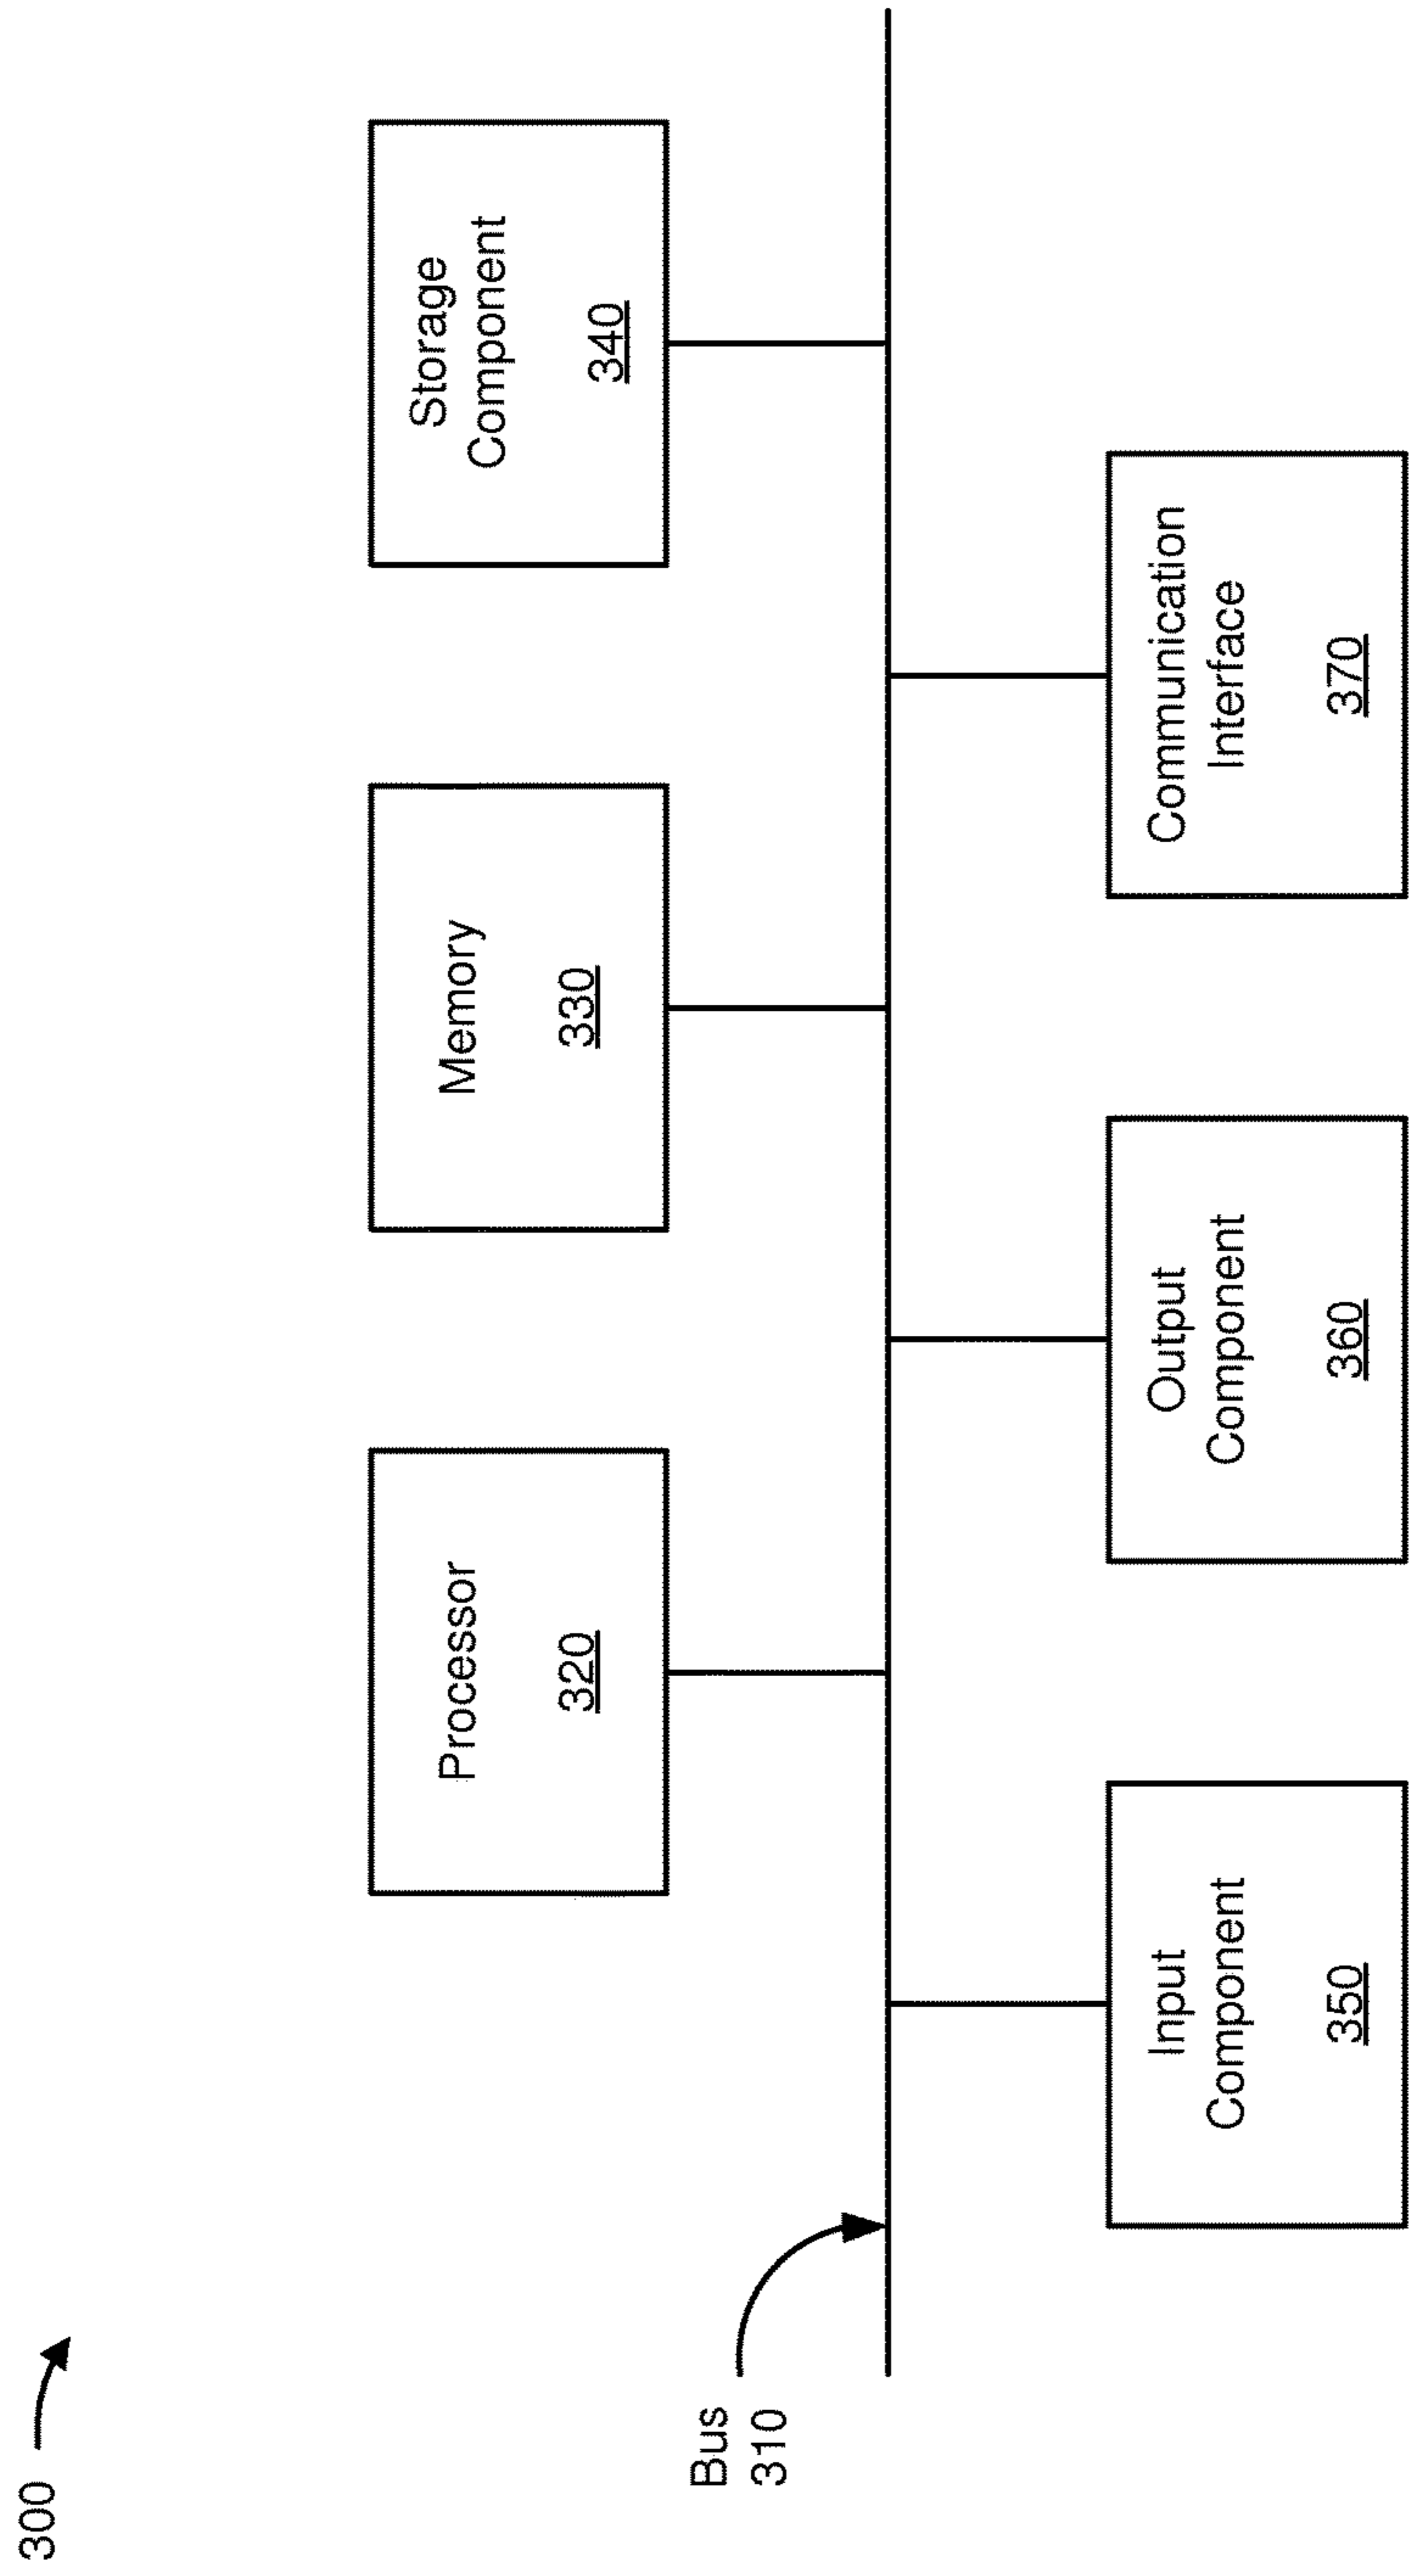 300
Processor
320
Memory
330
Storage
Component
340
Bus
310
Input
Component
350
Output
Component
360
Communication
Interface
370